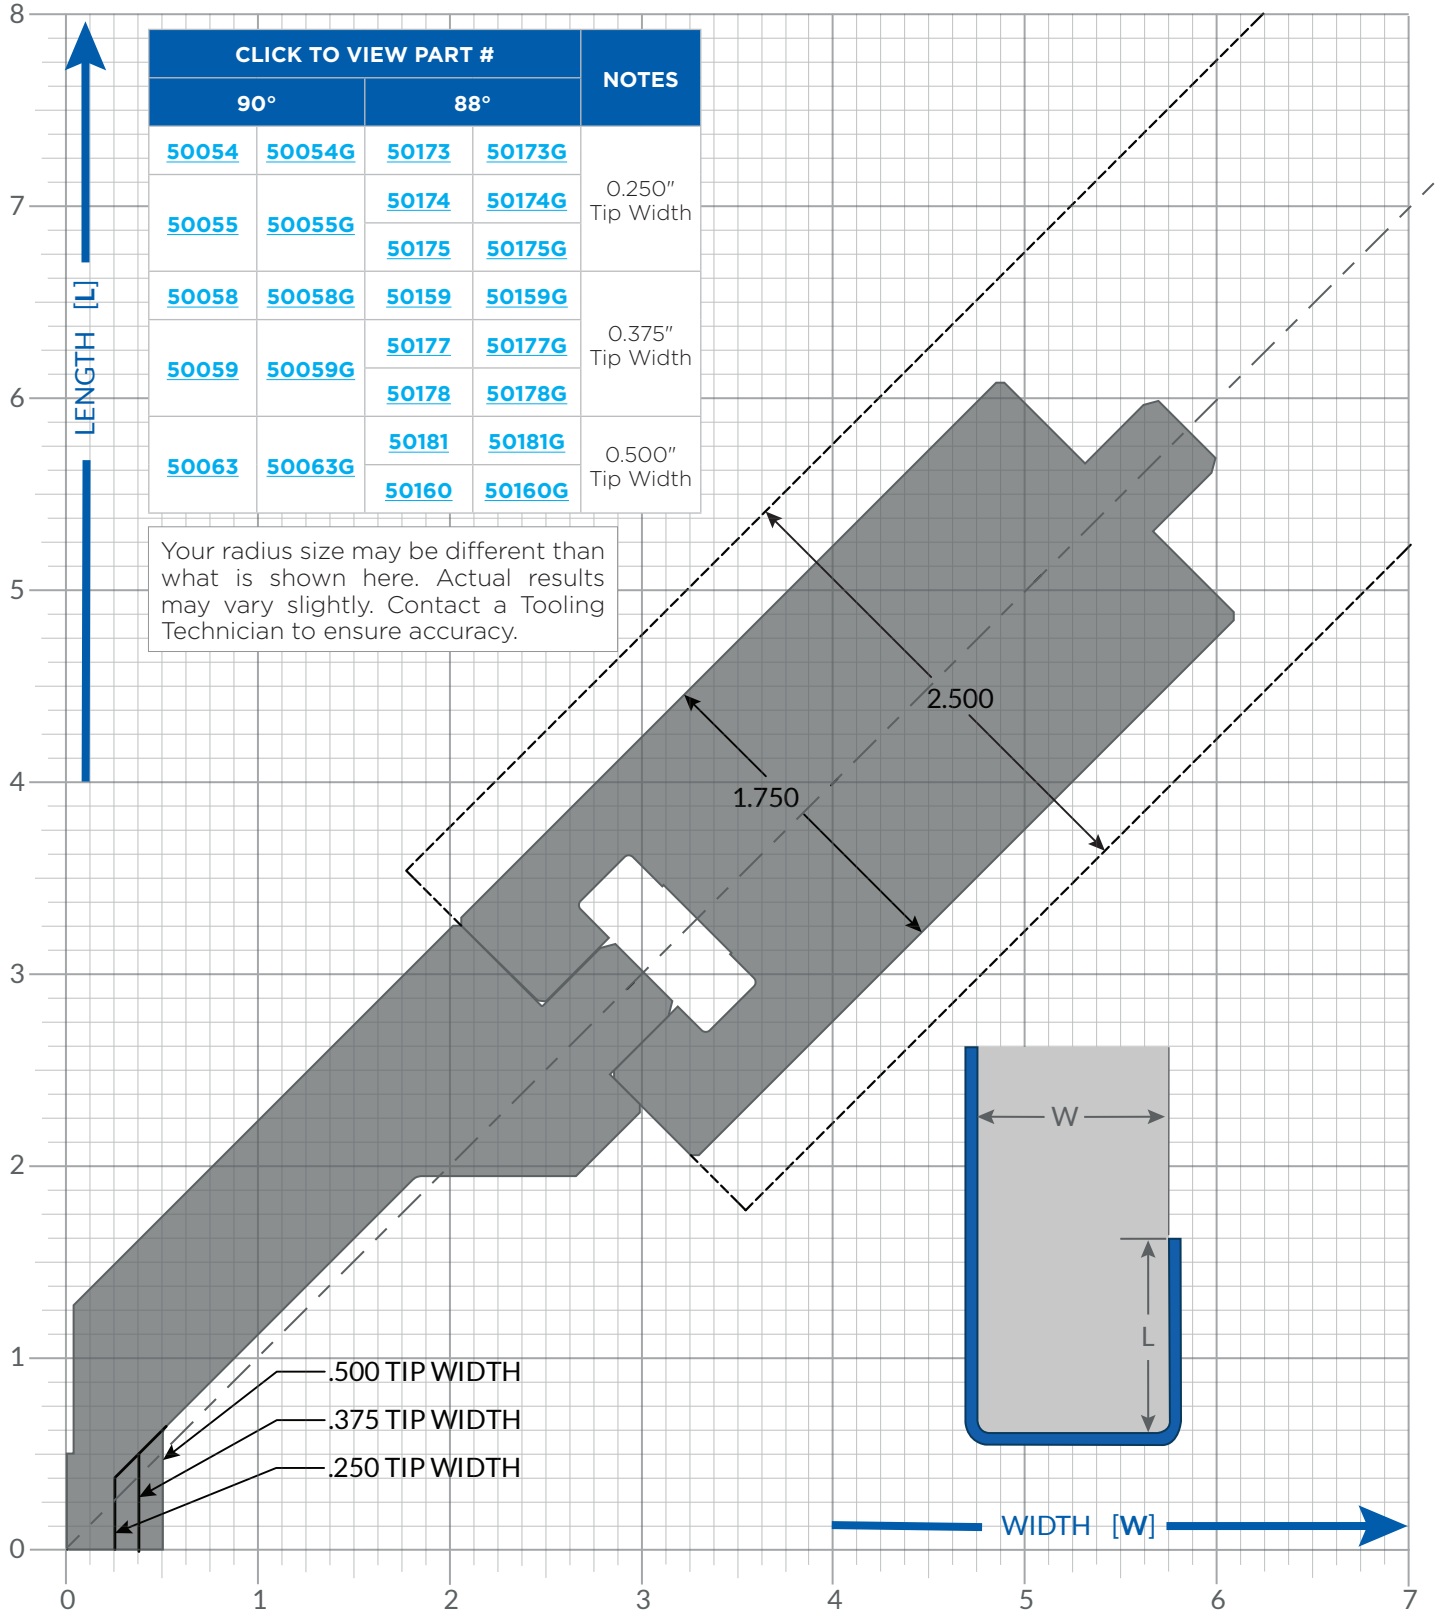 8
7
6
5
4
3
2
1
0
LENGTH [L]
CLICK TO VIEW PART #
NOTES
90°
88°
50054
50054G
50173
50173G
50055
50055G
50174
50174G
50175
50175G
0.250"
Tip Width
50058
50058G
50159
50159G
50059
50059G
50177
50177G
50178
50178G
0.375"
Tip Width
50063
50063G
50181
50181G
50160
50160G
0.500"
Tip Width
Your radius size may be different than
what is shown here. Actual results
may vary slightly. Contact a Tooling
Technician to ensure accuracy.
2.500
1.750
W
L
.500 TIP WIDTH
.375 TIP WIDTH
.250 TIP WIDTH
WIDTH [W]
0
1
2
3
4
5
6
7